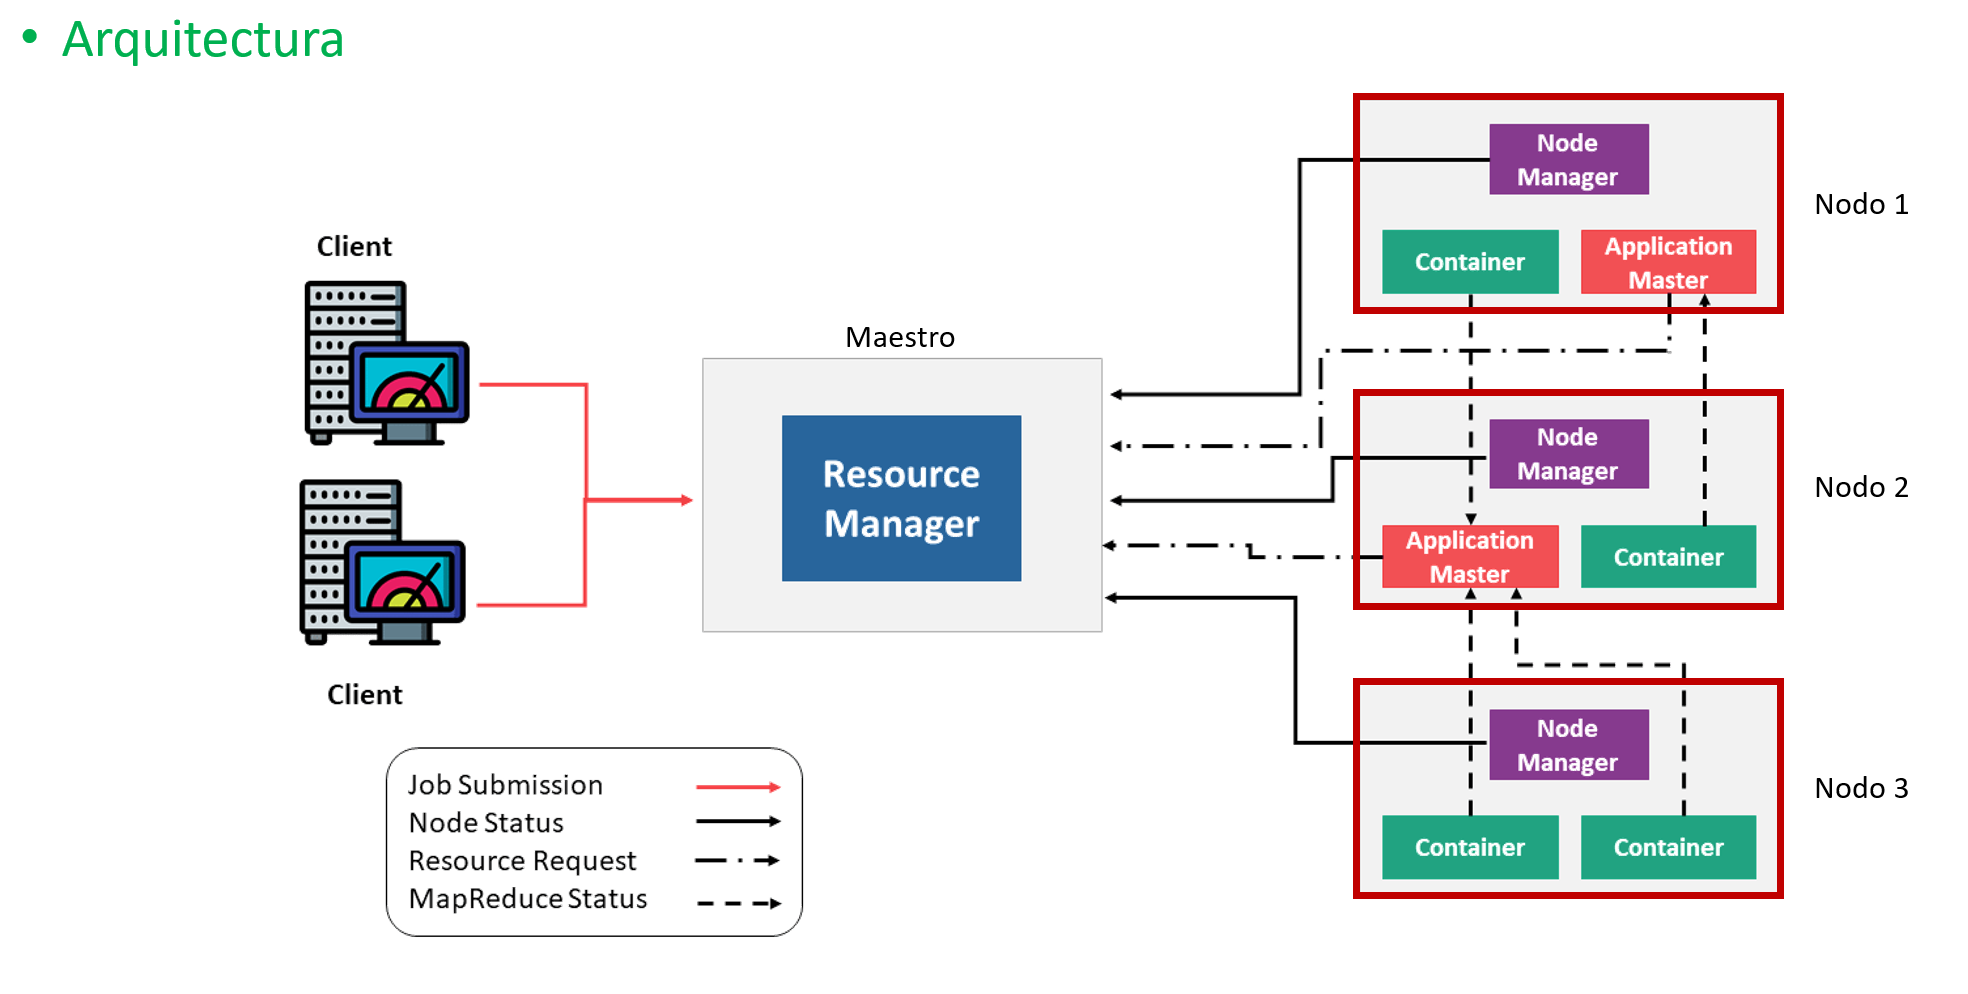 • Arquitectura
Client
Client
Maestro
Resource
Manager
Node
Manager
Container
Application
Master
Nodo 1
Node
Manager
Application
Master
Container
Nodo 2
Node
Manager
Container
Container
Nodo 3
Job Submission
Node Status
Resource Request
MapReduce Status